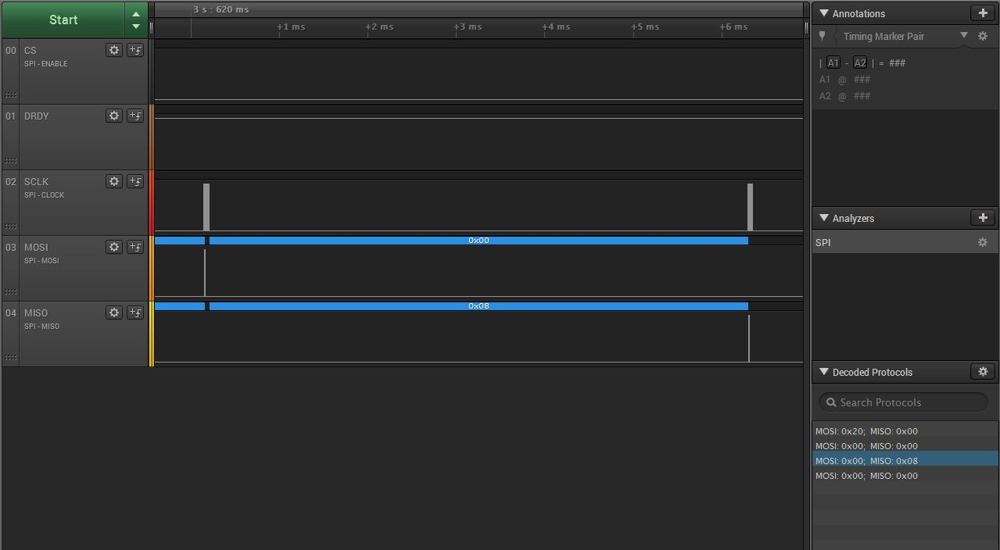 Start
3 s : 620 ms
+1 ms +2 ms +3 ms +4 ms +5 ms +6 ms
00 CS
SPI - ENABLE
01 DRDY
02 SCLK
SPI - CLOCK
03 MOSI
SPI - MOSI
0x00
04 MISO
SPI - MISO
0x08
Annotations
Timing Marker Pair
| A1 - A2 | = ###
A1 @ ###
A2 @ ###
Analyzers
SPI
Decoded Protocols
Search Protocols
MOSI: 0x20; MISO: 0x00
MOSI: 0x00; MISO: 0x00
MOSI: 0x00; MISO: 0x08
MOSI: 0x00; MISO: 0x00